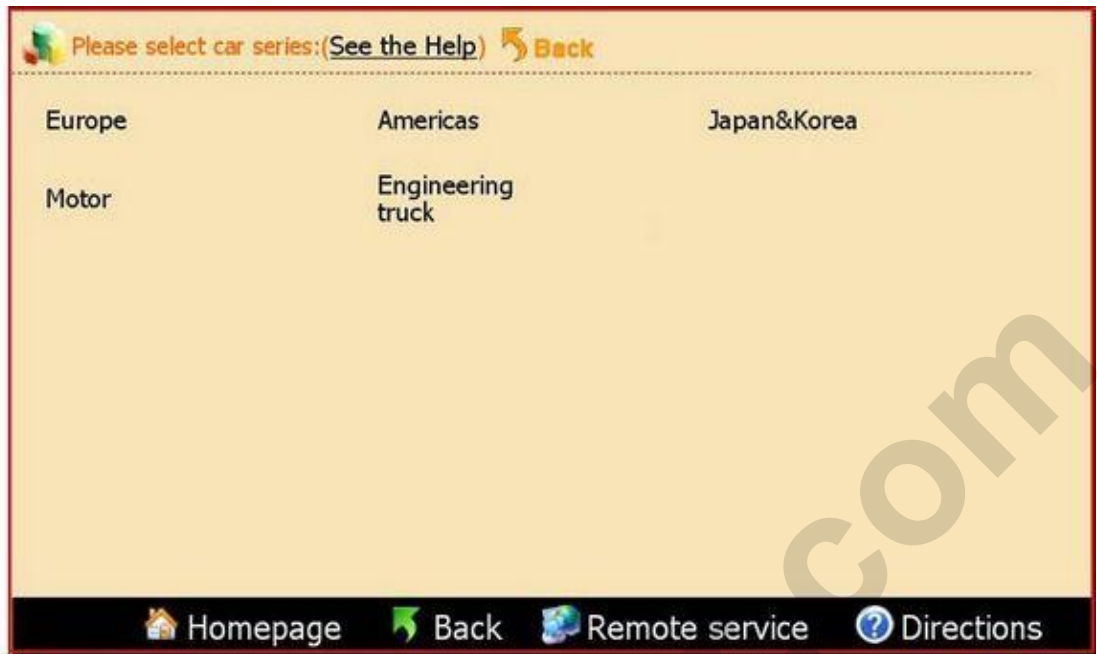 Please select car series:(See the Help) Back
Europe Americas Japan&Korea
Motor Engineering
truck
com
Homepage Back Remote service Directions